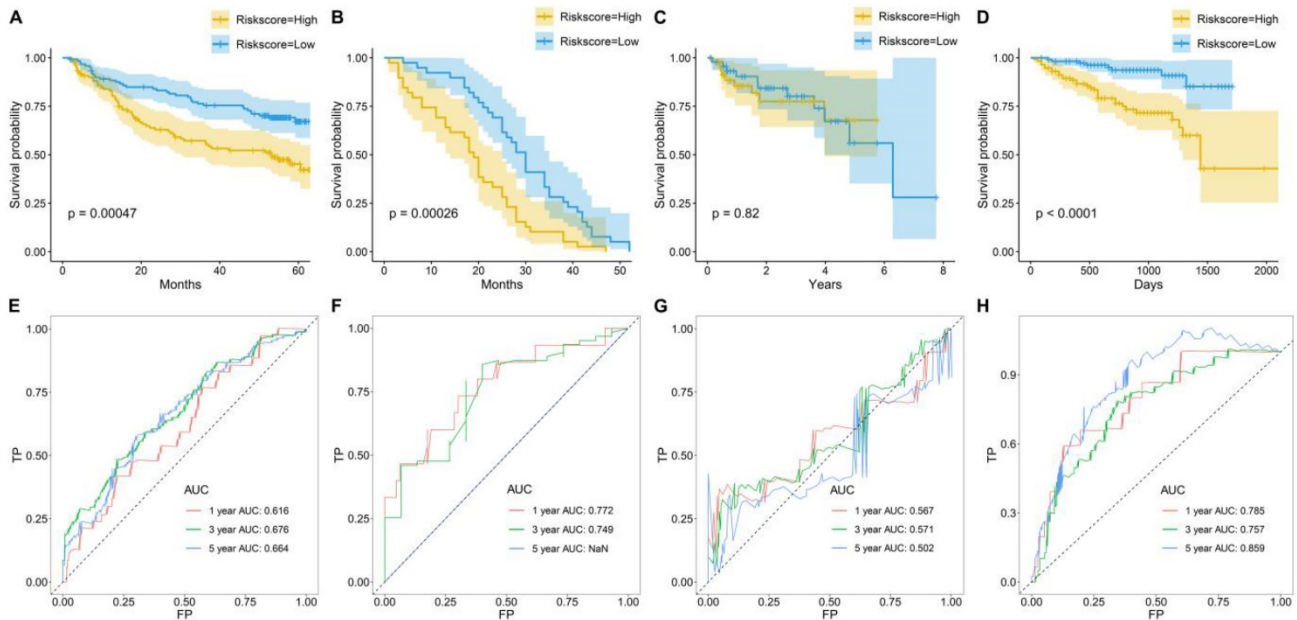 A
Riskscore=High
Riskscore=Low
Survival probability
1.00
0.75
0.50
0.25
0.00
p = 0.00047
0 20 40 60
Months
B
Riskscore=High
Riskscore=Low
Survival probability
1.00
0.75
0.50
0.25
0.00
p = 0.00026
0 10 20 30 40 50
Months
C
Riskscore=High
Riskscore=Low
Survival probability
1.00
0.75
0.50
0.25
0.00
p = 0.82
0 2 4 6 8
Years
D
Riskscore=High
Riskscore=Low
Survival probability
1.00
0.75
0.50
0.25
0.00
p < 0.0001
0 500 1000 1500 2000
Days
E
TP
1.00
0.75
0.50
0.25
0.00
AUC
1 year AUC: 0.616
3 year AUC: 0.676
5 year AUC: 0.664
0.00 0.25 0.50 0.75 1.00
FP
F
TP
1.00
0.75
0.50
0.25
0.00
AUC
1 year AUC: 0.772
3 year AUC: 0.749
5 year AUC: NaN
0.00 0.25 0.50 0.75 1.00
FP
G
TP
1.00
0.75
0.50
0.25
0.00
AUC
1 year AUC: 0.567
3 year AUC: 0.571
5 year AUC: 0.502
0.00 0.25 0.50 0.75 1.00
FP
H
TP
0.9
0.6
0.3
0.0
AUC
1 year AUC: 0.785
3 year AUC: 0.757
5 year AUC: 0.859
0.00 0.25 0.50 0.75 1.00
FP